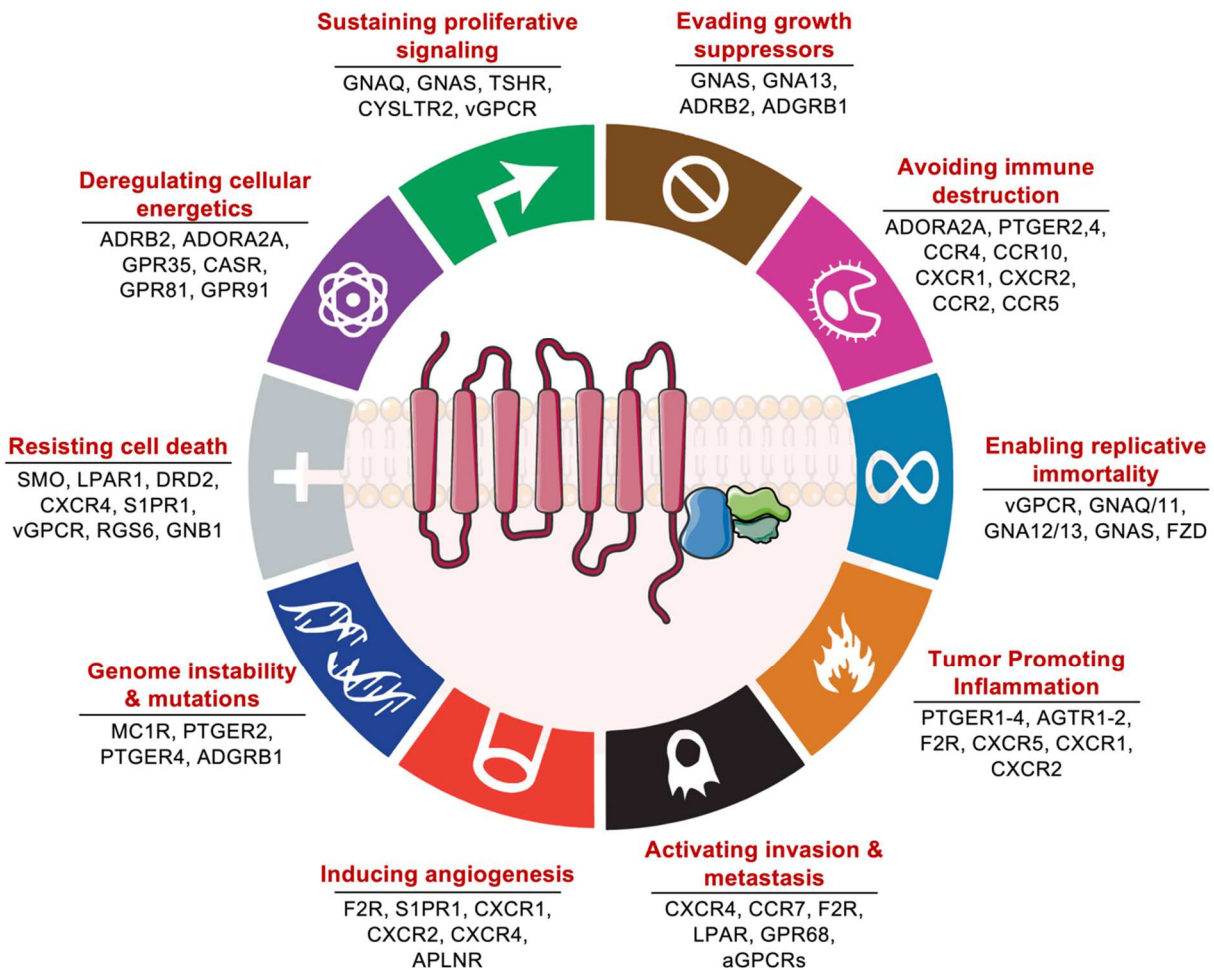 Sustaining proliferative
signaling
GNAQ, GNAS, TSHR,
CYSLTR2, vGPCR
Evading growth
suppressors
GNAS, GNA13,
ADRB2, ADGRB1
Avoiding immune
destruction
ADORA2A, PTGER2,4,
CCR4, CCR10,
CXCR1, CXCR2,
CCR2, CCR5
Enabling replicative
immortality
vGPCR, GNAQ/11,
GNA12/13, GNAS, FZD
Tumor Promoting
Inflammation
PTGER1-4, AGTR1-2,
F2R, CXCR5, CXCR1,
CXCR2
Activating invasion &
metastasis
CXCR4, CCR7, F2R,
LPAR, GPR68,
aGPCRs
Inducing angiogenesis
F2R, S1PR1, CXCR1,
CXCR2, CXCR4,
APLNR
Genome instability
& mutations
MC1R, PTGER2,
PTGER4, ADGRB1
Resisting cell death
SMO, LPAR1, DRD2,
CXCR4, S1PR1,
vGPCR, RGS6, GNB1
Deregulating cellular
energetics
ADRB2, ADORA2A,
GPR35, CASR,
GPR81, GPR91